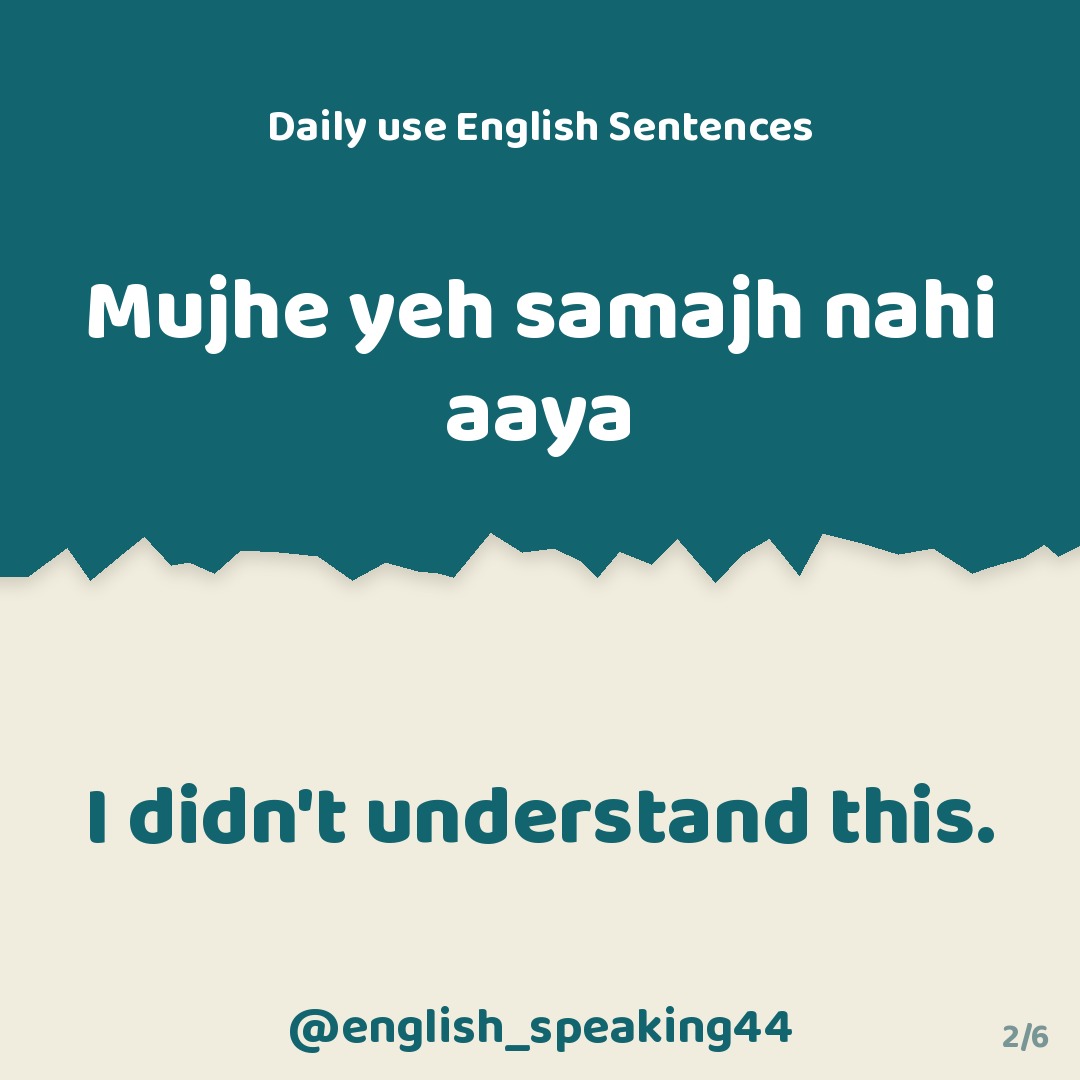 Daily use English Sentences
Mujhe yeh samajh nahi
aaya
I didn't understand this.
@english_speaking44
2/6